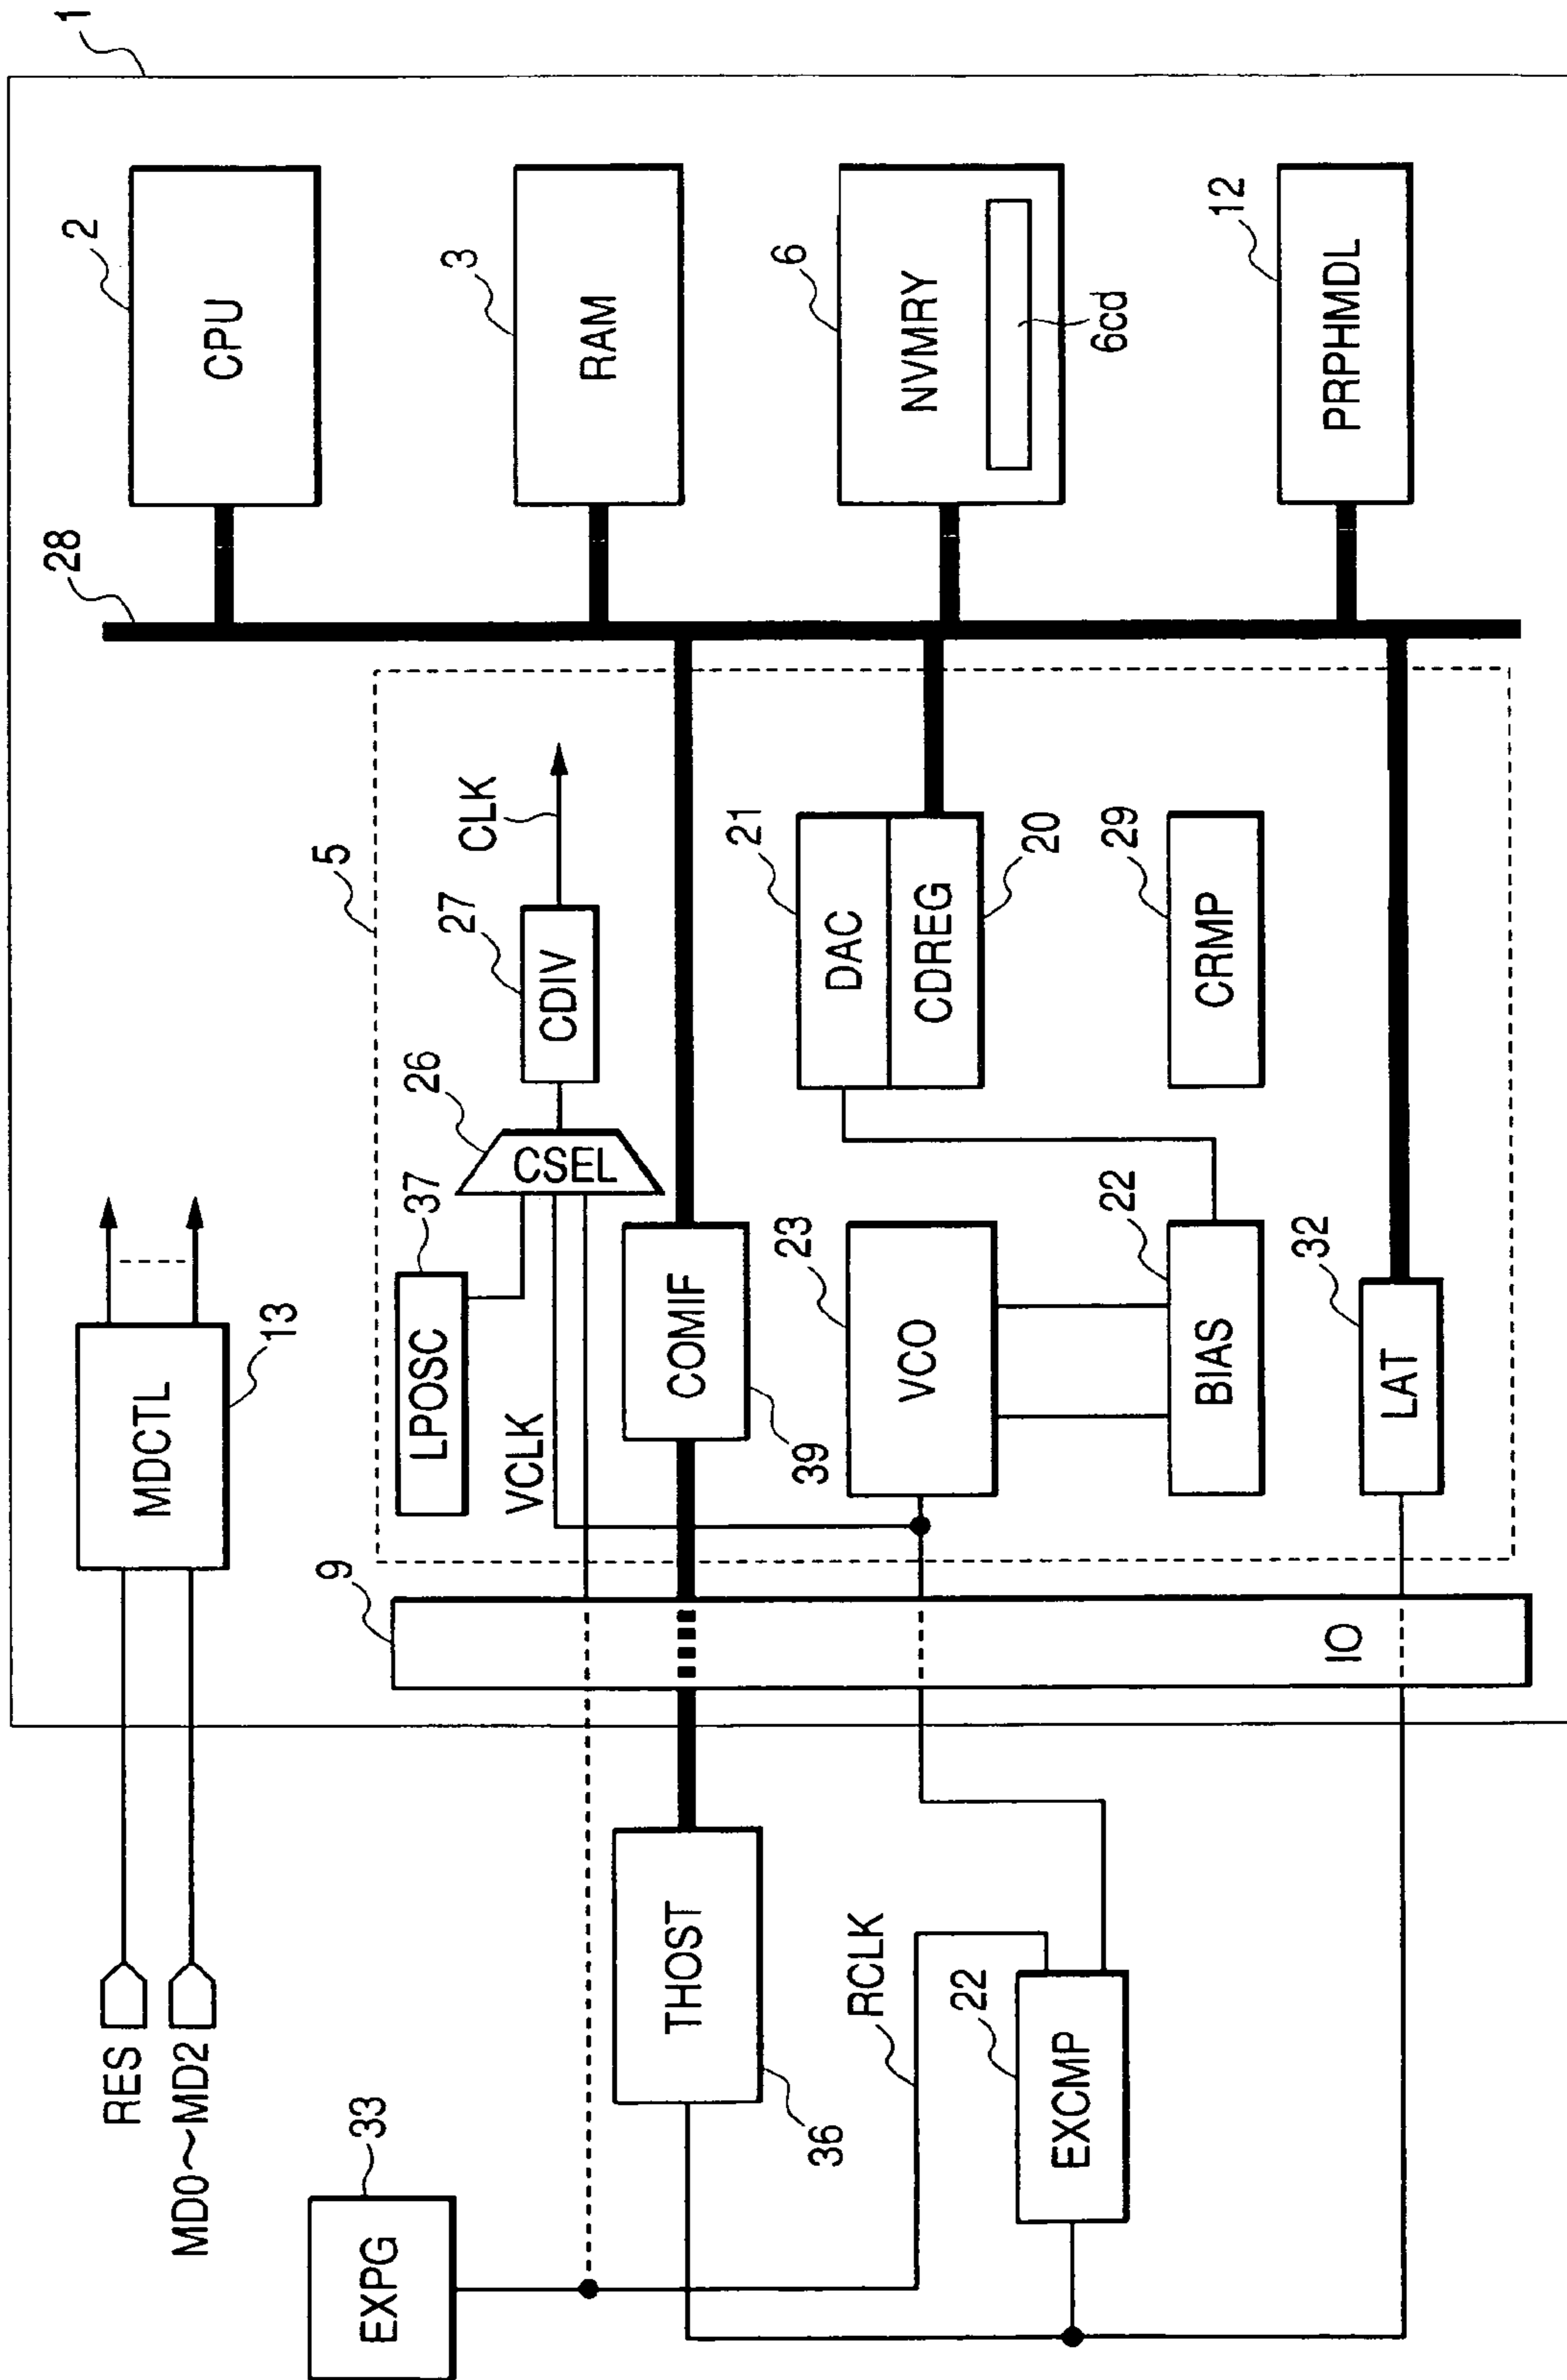 1
CPU
2
RAM
3
NVMRY
6
6cd
PRPHMDL
12
28
5
CLK
CDIV
27
CSEL
26
LPOSC
37
VCLK
COMIF
39
DAC
21
CDREG
20
CRMP
29
VCO
23
BIAS
22
LAT
32
MDCTL
13
9
IO
RES
MD0~MD2
THOST
36
RCLK
EXCMP
22
EXPG
33